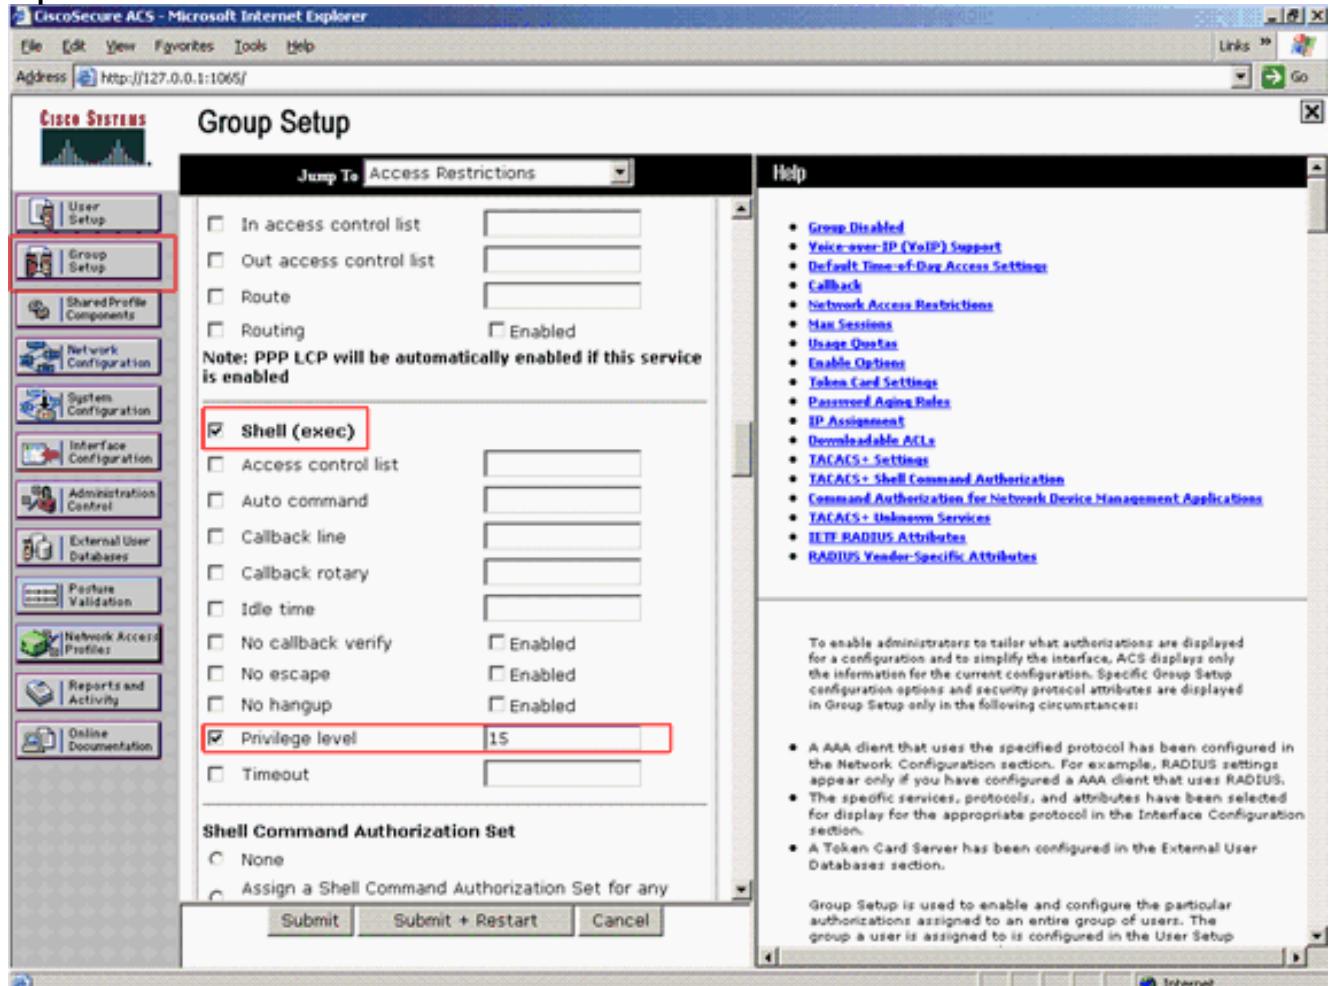 CiscoSecure ACS - Microsoft Internet Explorer
File Edit View Favorites Tools Help
Links »
Address http://127.0.0.1:1065/
Go
CISCO SYSTEMS
Group Setup
Jump To Access Restrictions
User
Setup
Group
Setup
Shared Profile
Components
Network
Configuration
System
Configuration
Interface
Configuration
Administration
Control
External User
Databases
Posture
Validation
Network Access
Profiles
Reports and
Activity
Online
Documentation
In access control list
Out access control list
Route
Routing Enabled
Note: PPP LCP will be automatically enabled if this service
is enabled
Shell (exec)
Access control list
Auto command
Callback line
Callback rotary
Idle time
No callback verify Enabled
No escape Enabled
No hangup Enabled
Privilege level 15
Timeout
Shell Command Authorization Set
None
Assign a Shell Command Authorization Set for any
Submit Submit + Restart Cancel
Help
Group Disabled
Voice-over-IP (VoIP) Support
Default Time-of-Day Access Settings
Callback
Network Access Restrictions
Max Sessions
Usage Quotas
Enable Options
Token Card Settings
Password Aging Rules
IP Assignment
Downloadable ACLs
TACACS+ Settings
TACACS+ Shell Command Authorization
Command Authorization for Network Device Management Applications
TACACS+ Unknown Services
IETF RADIUS Attributes
RADIUS Vendor-Specific Attributes
To enable administrators to tailor what authorizations are displayed
for a configuration and to simplify the interface, ACS displays only
the information for the current configuration. Specific Group Setup
configuration options and security protocol attributes are displayed
in Group Setup only in the following circumstances:
A AAA client that uses the specified protocol has been configured in
the Network Configuration section. For example, RADIUS settings
appear only if you have configured a AAA client that uses RADIUS.
The specific services, protocols, and attributes have been selected
for display for the appropriate protocol in the Interface Configuration
section.
A Token Card Server has been configured in the External User
Databases section.
Group Setup is used to enable and configure the particular
authorizations assigned to an entire group of users. The
group a user is assigned to is configured in the User Setup
Internet